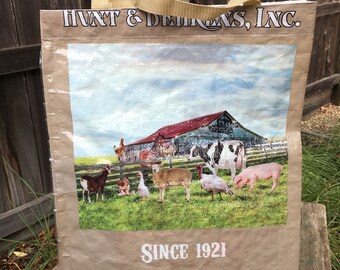 HUNT & BEHRENS, INC.
SINCE 1921